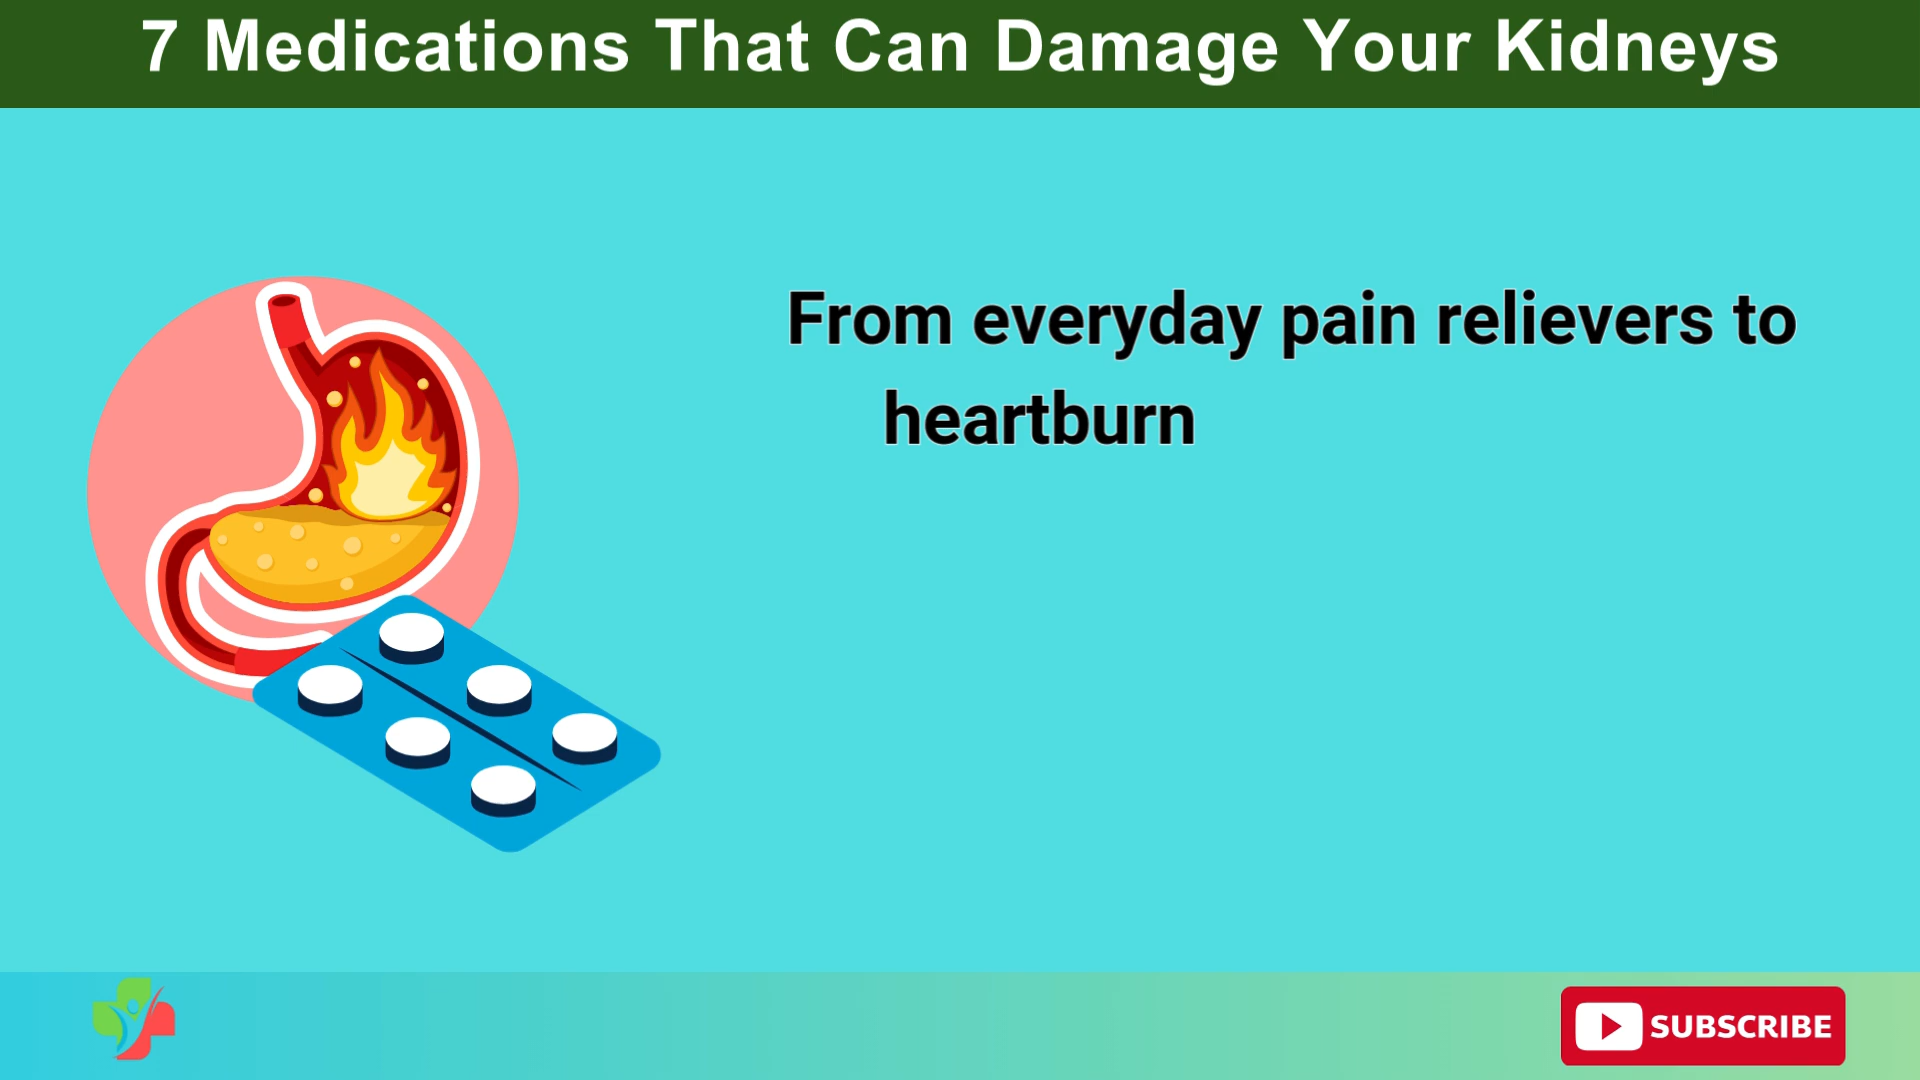 7 Medications That Can Damage Your Kidneys
From everyday pain relievers to
heartburn
SUBSCRIBE